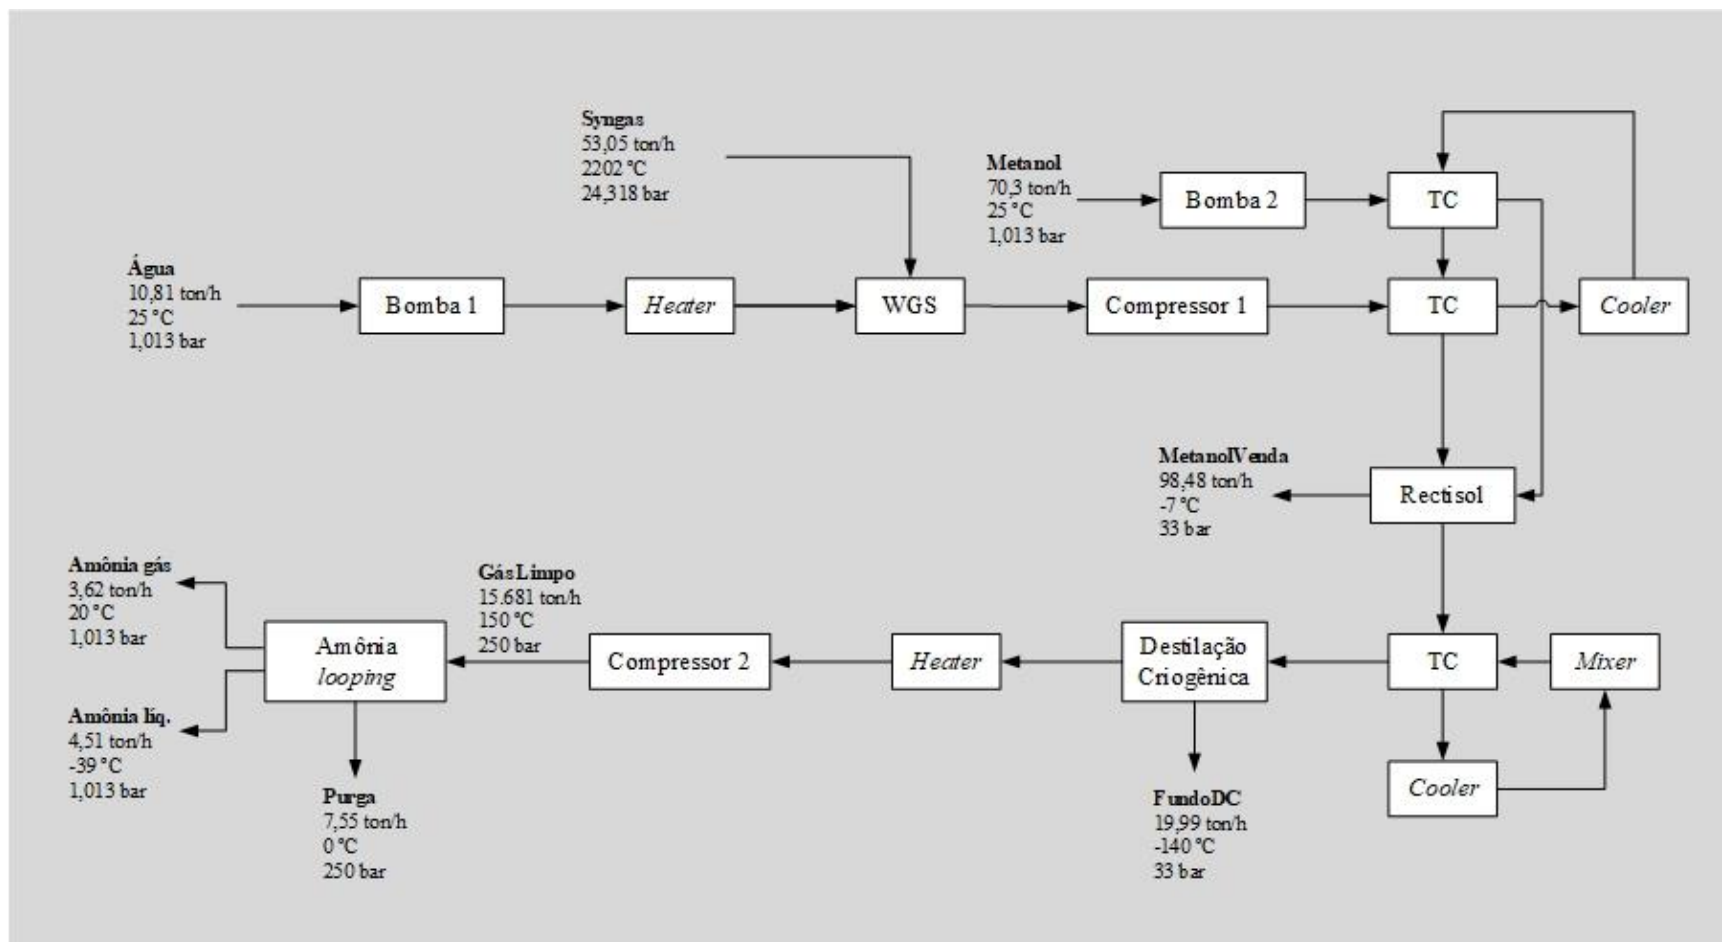 Syngas
53,05 ton/h
2202 °C
24,318 bar
Metanol
70,3 ton/h
25 °C
1,013 bar
Bomba 2
TC
Água
10,81 ton/h
25 °C
1,013 bar
Bomba 1
Heater
WGS
Compressor 1
TC
Cooler
MetanolVenda
98,48 ton/h
-7 °C
33 bar
Rectisol
Amônia gás
3,62 ton/h
20 °C
1,013 bar
Amônia
looping
GásLimpo
15.681 ton/h
150 °C
250 bar
Compressor 2
Heater
Destilação
Criogênica
TC
Mixer
Amônia líq.
4,51 ton/h
-39 °C
1,013 bar
Purga
7,55 ton/h
0 °C
250 bar
FundoDC
19,99 ton/h
-140 °C
33 bar
Cooler